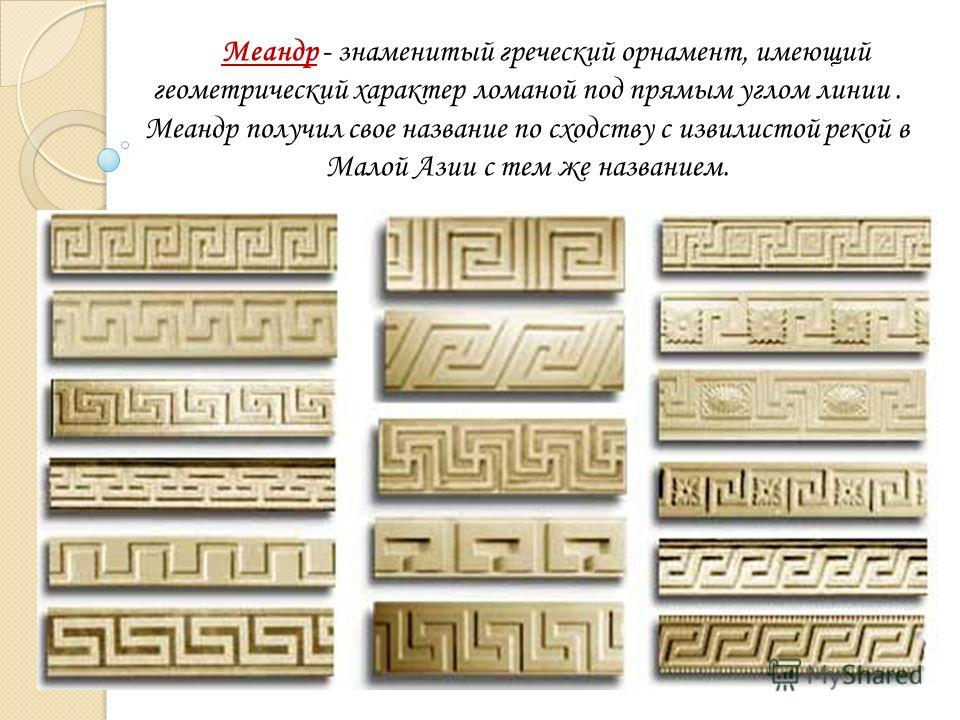 Меандр - знаменитый греческий орнамент, имеющий
геометрический характер ломаной под прямым углом линии .
Меандр получил свое название по сходству с извилистой рекой в
Малой Азии с тем же названием.
MyShared